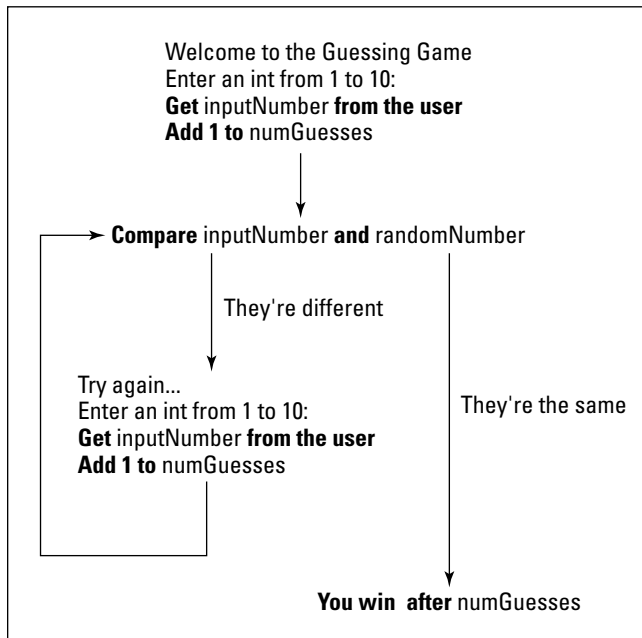 Welcome to the Guessing Game
Enter an int from 1 to 10:
Get inputNumber from the user
Add 1 to numGuesses
Compare inputNumber and randomNumber
They're different
Try again...
Enter an int from 1 to 10:
Get inputNumber from the user
Add 1 to numGuesses
They're the same
You win after numGuesses